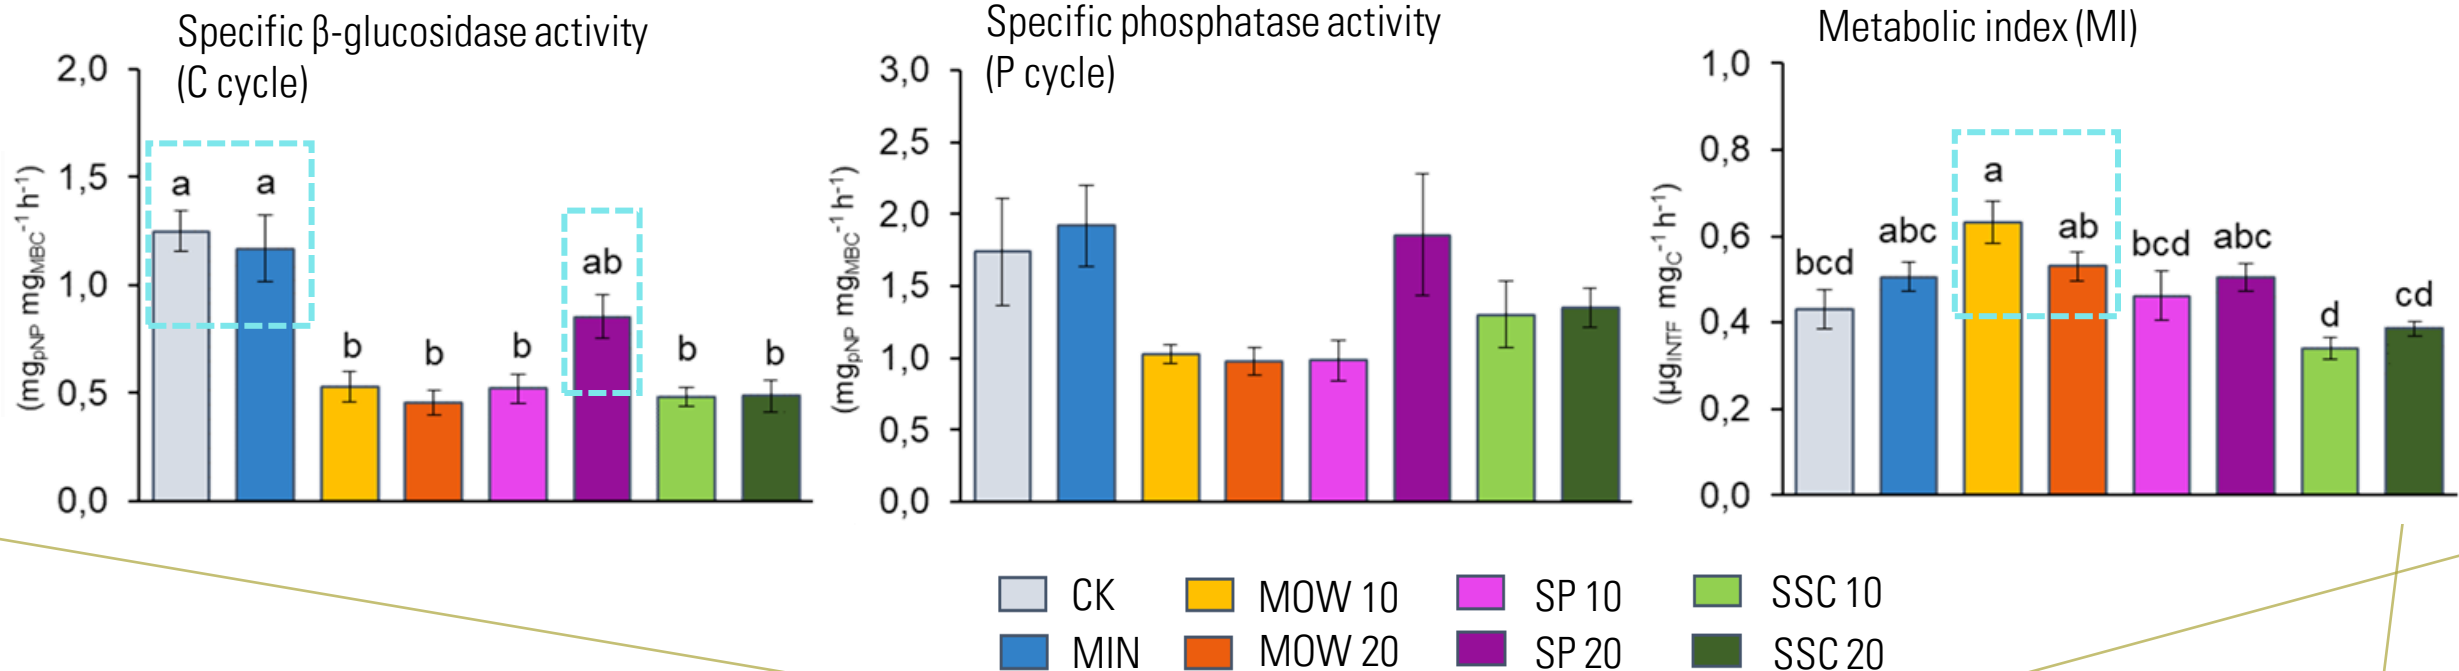 Specific β-glucosidase activity
(C cycle)
2,0
1,5
1,0
0,5
0,0
(mgpNP mgMBC-1 h-1)
a a b b b ab b b
Specific phosphatase activity
(P cycle)
3,0
2,5
2,0
1,5
1,0
0,5
0,0
(mgpNP mgMBC-1 h-1)
Metabolic index (MI)
1,0
0,8
0,6
0,4
0,2
0,0
(µgINTF mgC-1 h-1)
bcd abc a ab bcd abc d cd
CK MOW 10 SP 10 SSC 10
MIN MOW 20 SP 20 SSC 20